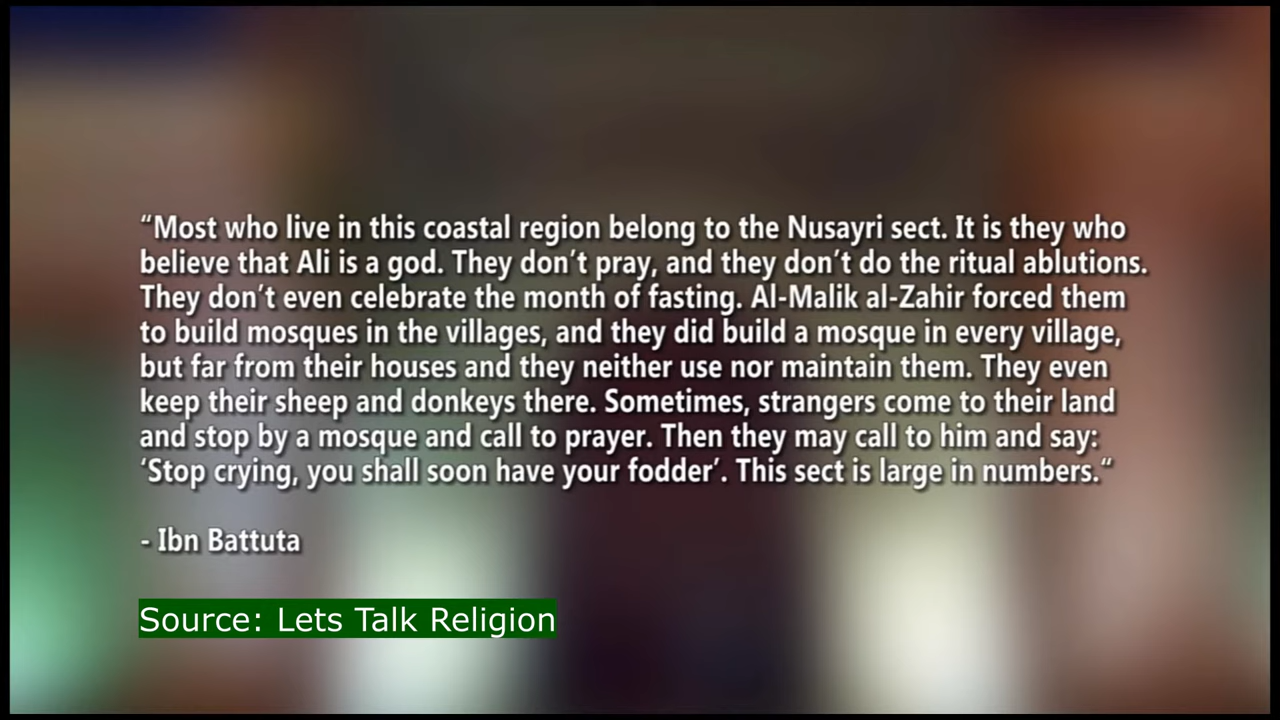 “Most who live in this coastal region belong to the Nusayri sect. It is they who
believe that Ali is a god. They don’t pray, and they don’t do the ritual ablutions.
They don’t even celebrate the month of fasting. Al-Malik al-Zahir forced them
to build mosques in the villages, and they did build a mosque in every village,
but far from their houses and they neither use nor maintain them. They even
keep their sheep and donkeys there. Sometimes, strangers come to their land
and stop by a mosque and call to prayer. Then they may call to him and say:
‘Stop crying, you shall soon have your fodder’. This sect is large in numbers.“
- Ibn Battuta
Source: Lets Talk Religion